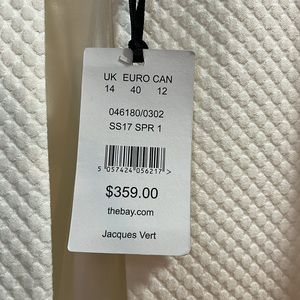 UK EURO CAN
14 40 12
046180/0302
SS17 SPR 1
5 057424 056217 >
$359.00
thebay.com
Jacques Vert